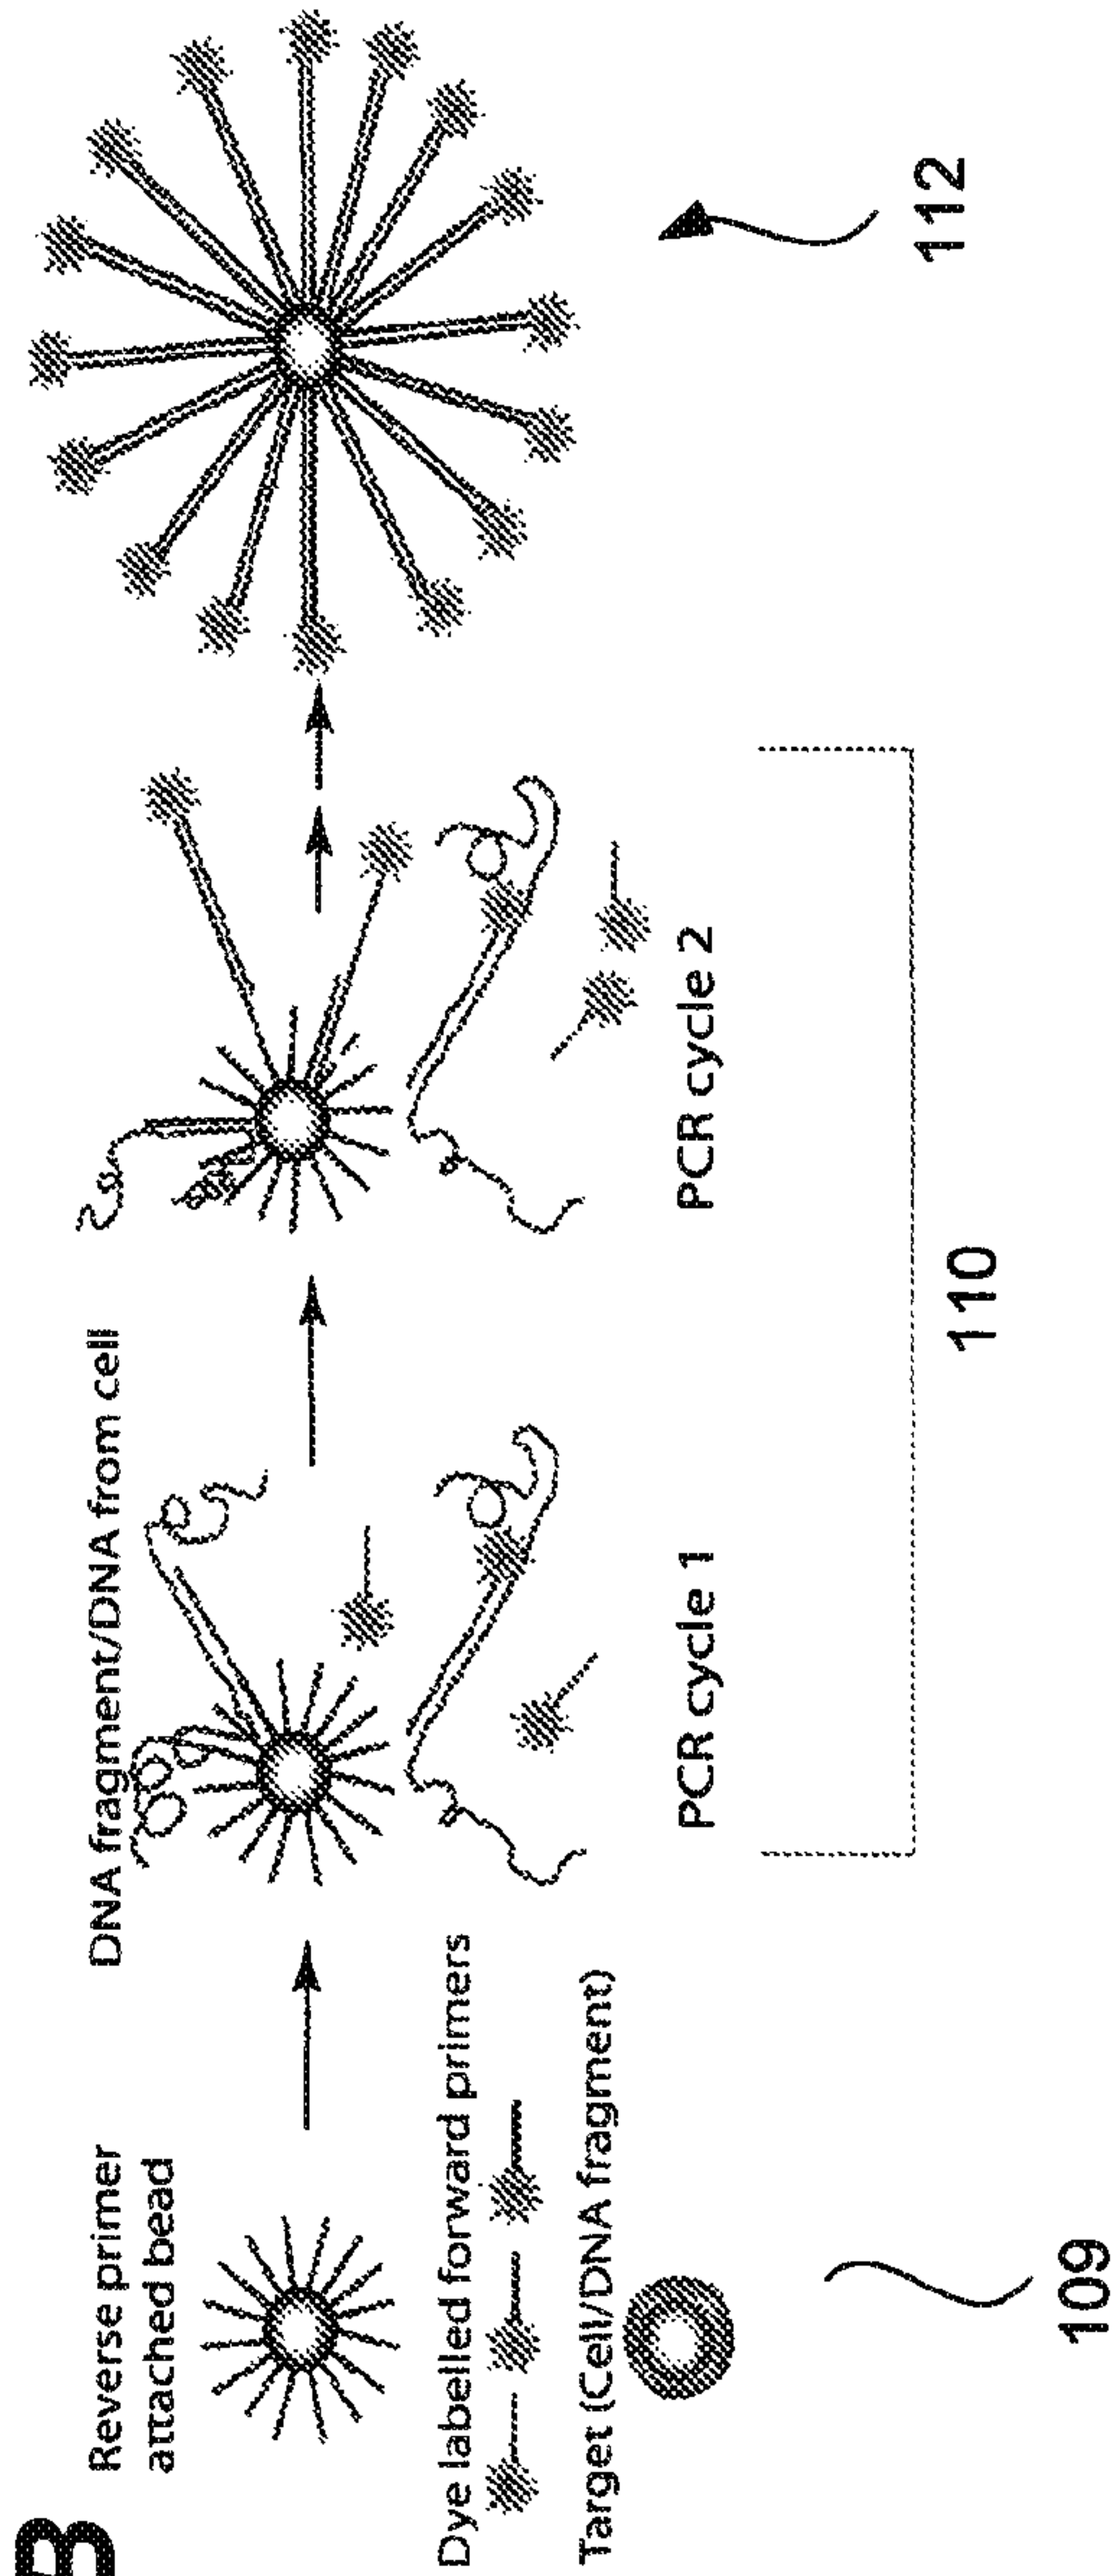 B
Reverse primer
attached bead
Dye labelled forward primers
Target (Cell/DNA fragment)
109
DNA fragment/DNA from cell
PCR cycle 1
PCR cycle 2
110
112